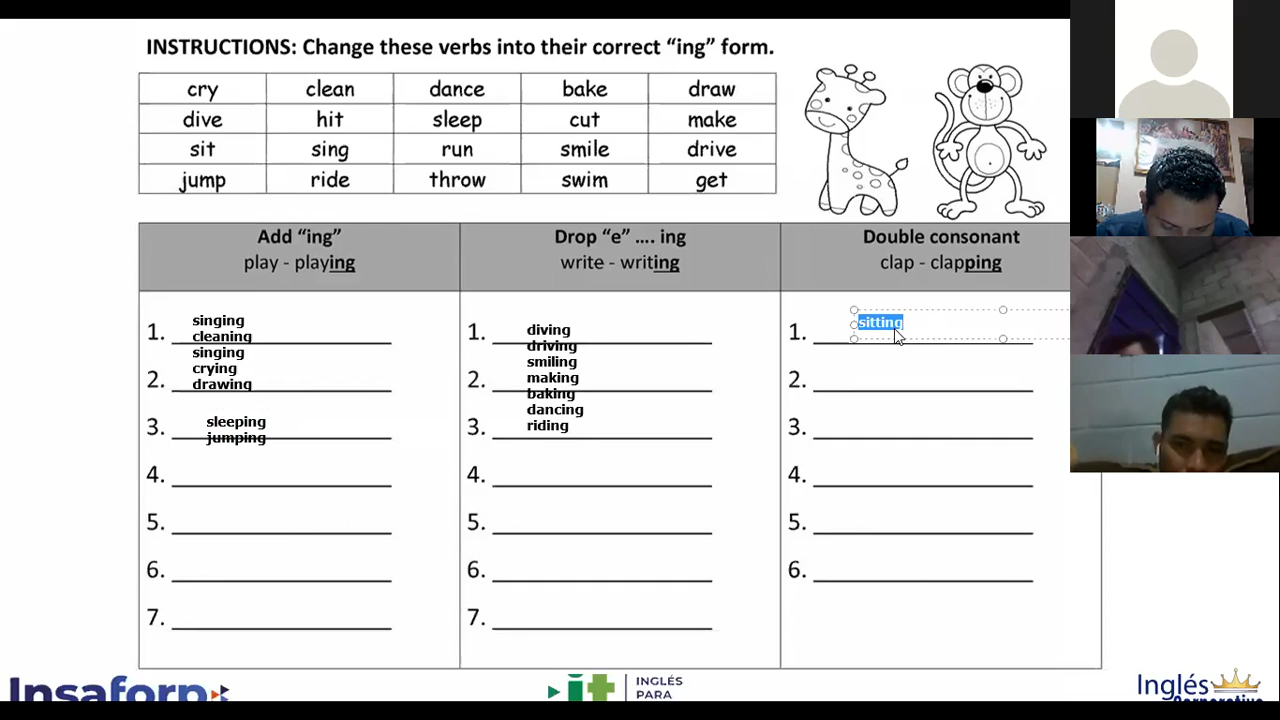 INSTRUCTIONS: Change these verbs into their correct “ing” form.
cry clean dance bake draw
dive hit sleep cut make
sit sing run smile drive
jump ride throw swim get
Add “ing”
play - playing
Drop “e” .... ing
write - writing
Double consonant
clap - clapping
1. singing
cleaning
singing
2. crying
drawing
3. sleeping
jumping
4.
5.
6.
7.
1. diving
driving
smiling
2. making
baking
dancing
3. riding
4.
5.
6.
7.
1. sitting
2.
3.
4.
5.
6.
Insaforp
it
INGLÉS
PARA
Inglés
Corporativo